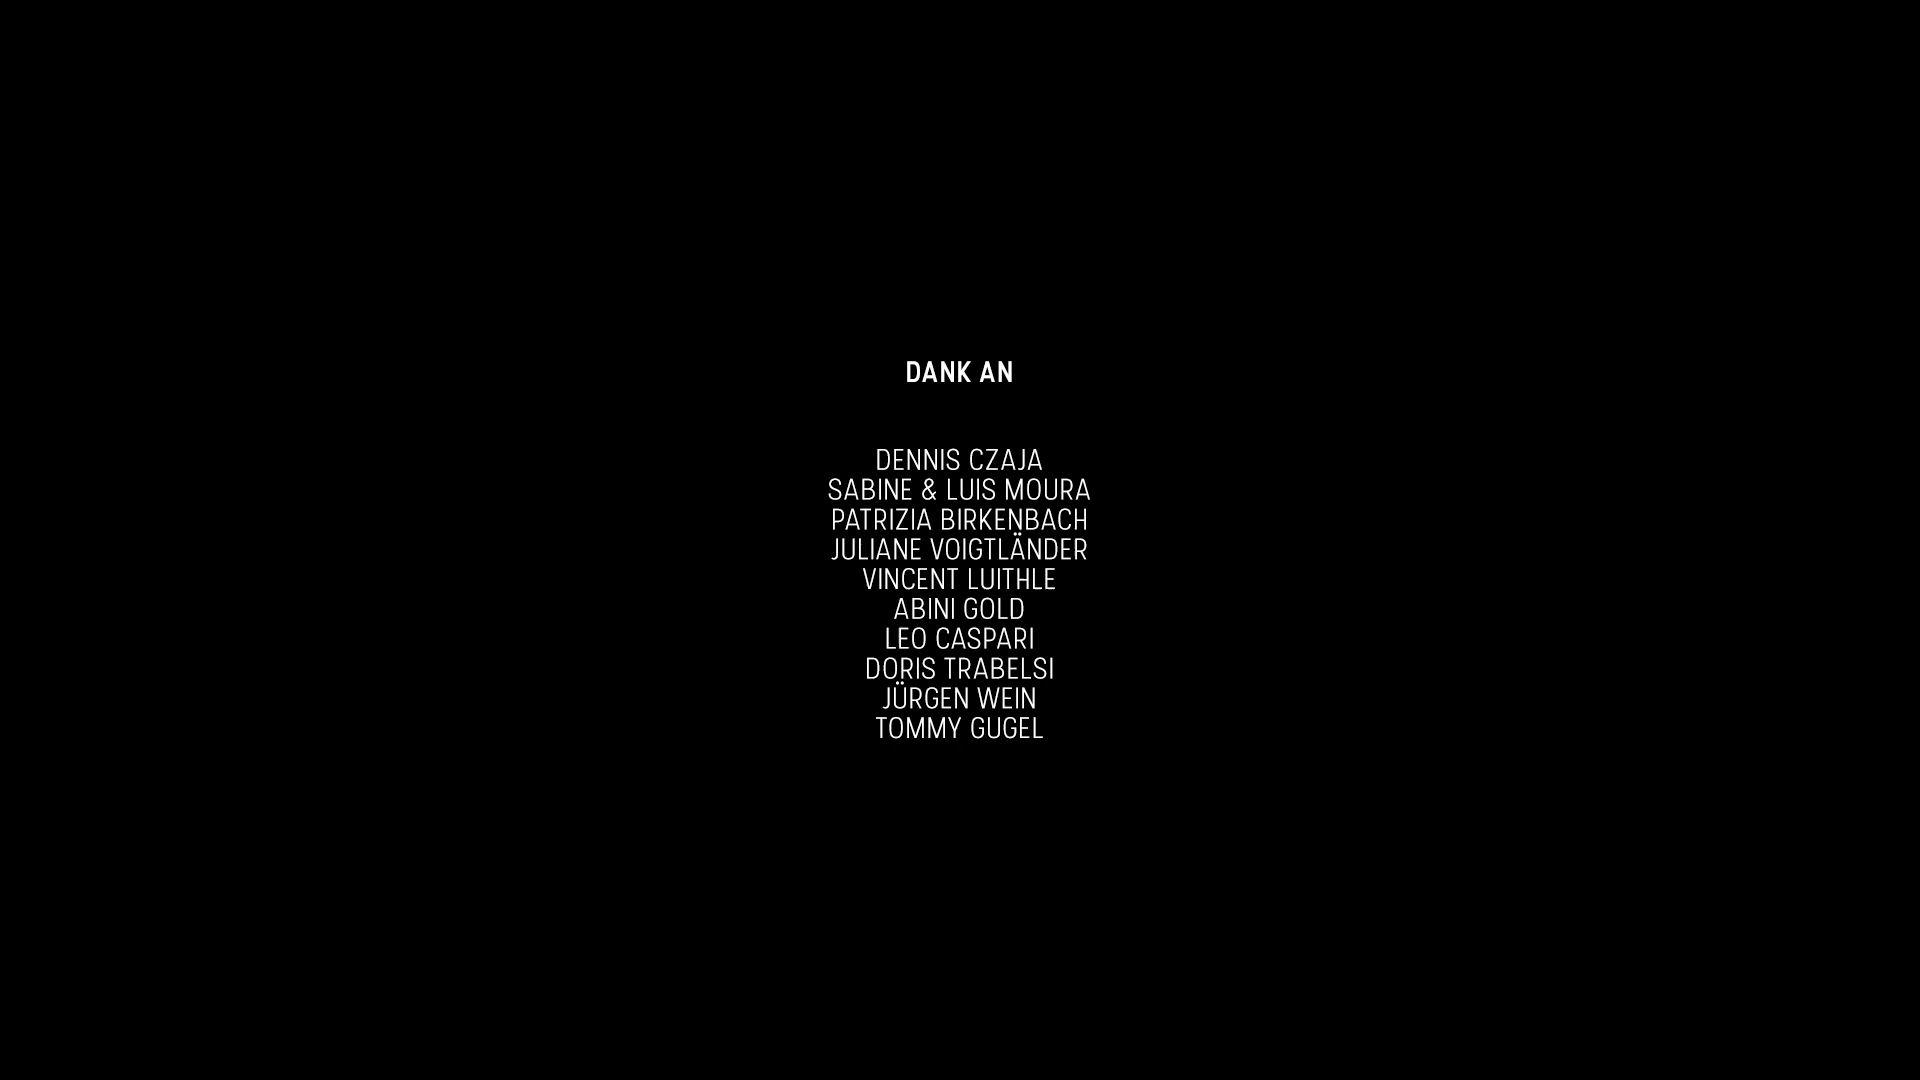 DANK AN
DENNIS CZAJA
SABINE & LUIS MOURA
PATRIZIA BIRKENBACH
JULIANE VOIGTLÄNDER
VINCENT LUITHLE
ABINI GOLD
LEO CASPARI
DORIS TRABELSI
JÜRGEN WEIN
TOMMY GUGEL